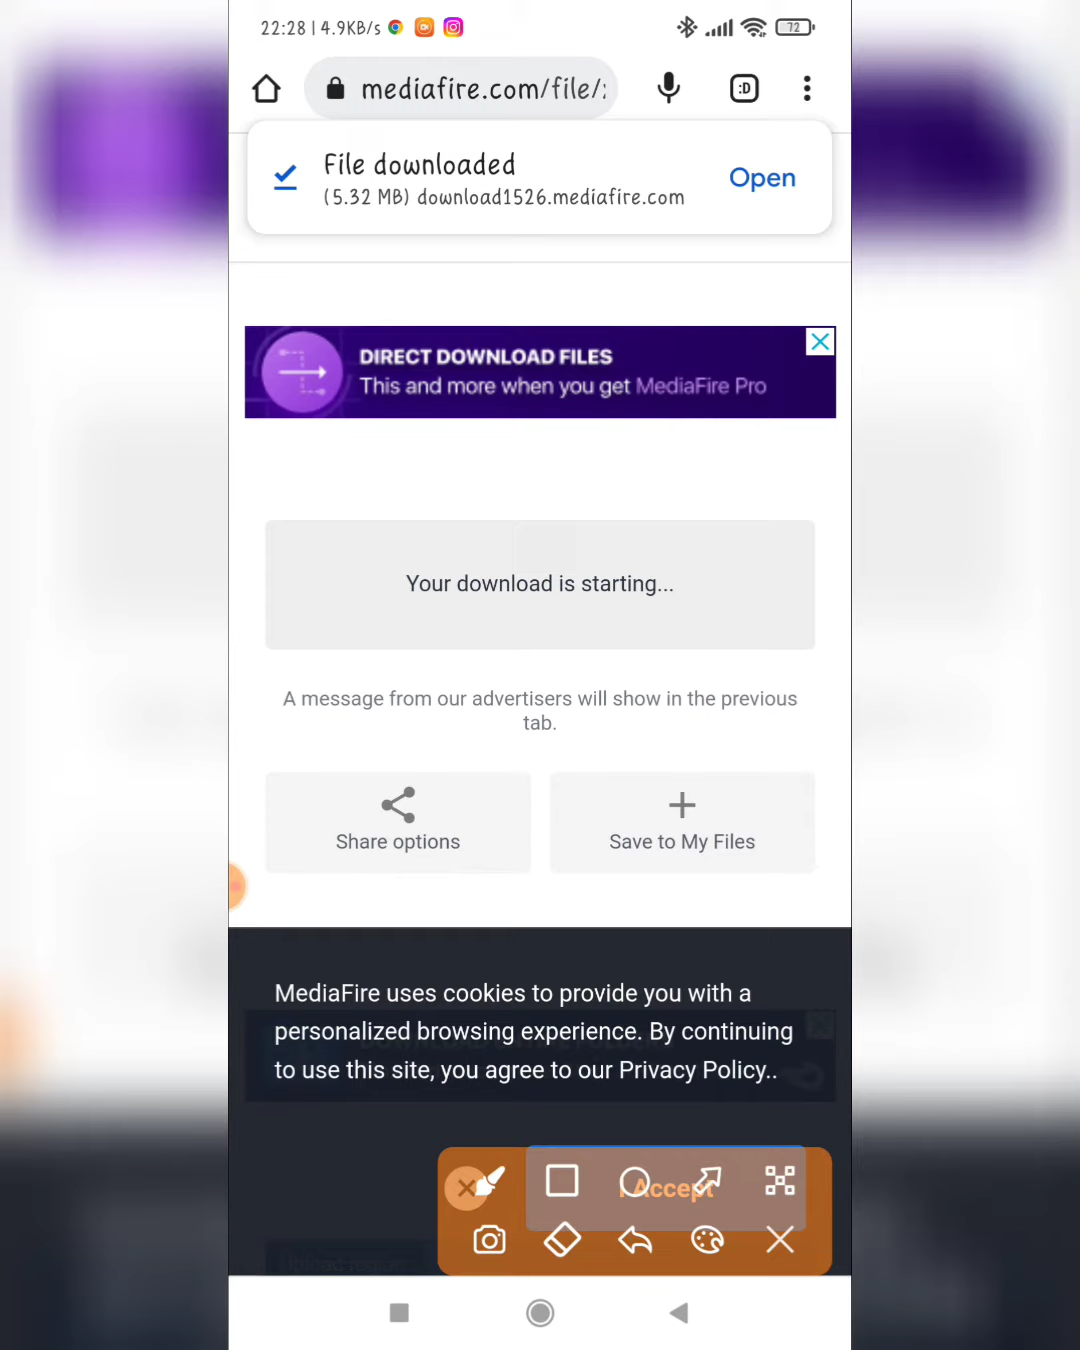 22:28 | 4.9KB/s
72
mediafire.com/file/
:D
File downloaded
Open
(5.32 MB) download1526.mediafire.com
DIRECT DOWNLOAD FILES
This and more when you get MediaFire Pro
Your download is starting...
A message from our advertisers will show in the previous
tab.
Share options
Save to My Files
MediaFire uses cookies to provide you with a
personalized browsing experience. By continuing
to use this site, you agree to our Privacy Policy..
I Accept